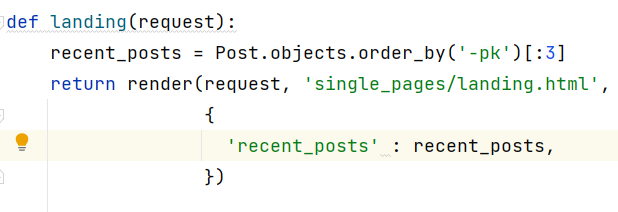 def landing(request):
    recent_posts = Post.objects.order_by('-pk')[:3]
    return render(request, 'single_pages/landing.html',
                  {
                    'recent_posts' : recent_posts,
                  })